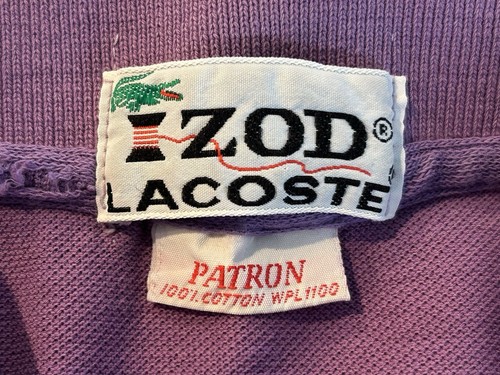 IZOD®
LACOSTE
PATRON
100% COTTON WPL1100